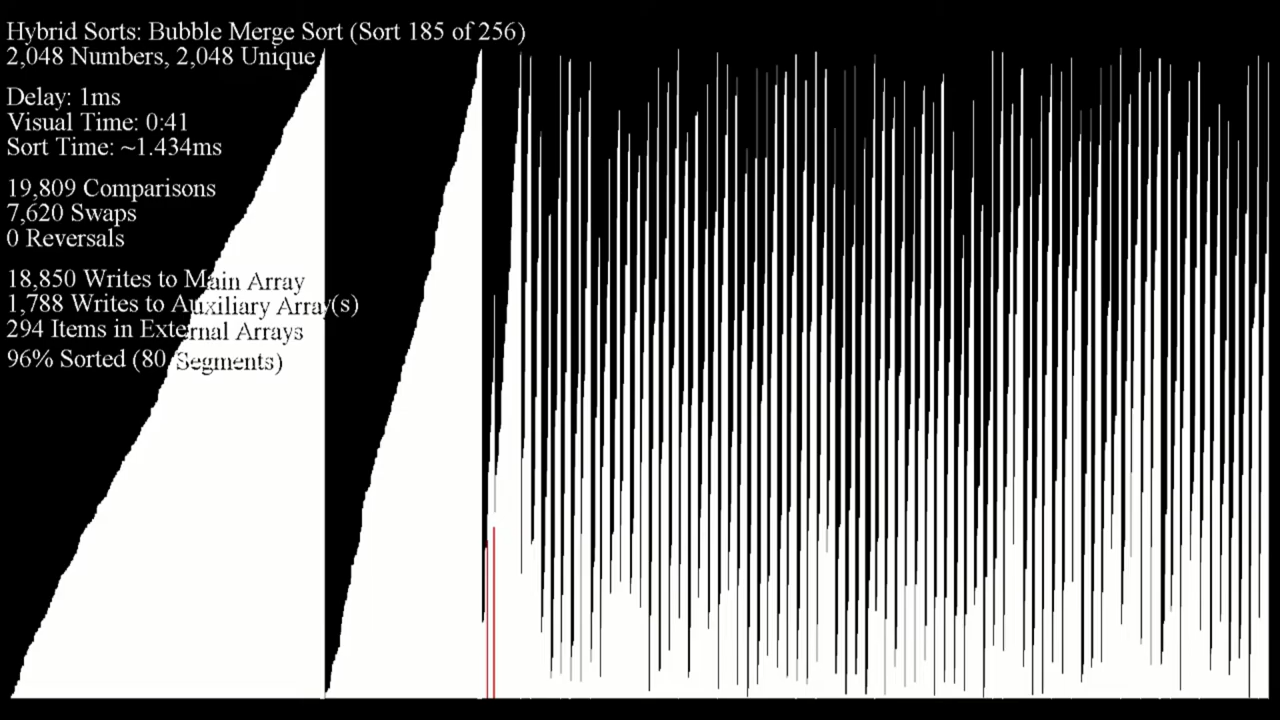 Hybrid Sorts: Bubble Merge Sort (Sort 185 of 256)
2,048 Numbers, 2,048 Unique
Delay: 1ms
Visual Time: 0:41
Sort Time: ~1.434ms
19,809 Comparisons
7,620 Swaps
0 Reversals
18,850 Writes to Main Array
1,788 Writes to Auxiliary Array(s)
294 Items in External Arrays
96% Sorted (80 Segments)